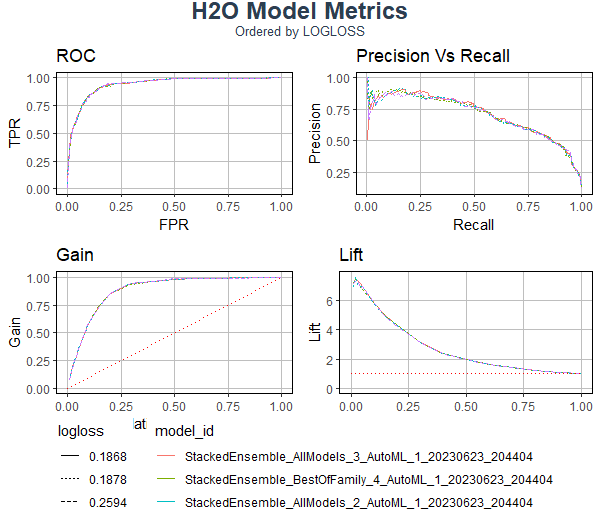 H2O Model Metrics
Ordered by LOGLOSS
ROC
1.00
0.75
0.50
0.25
0.00
TPR
0.00 0.25 0.50 0.75 1.00
FPR
Precision Vs Recall
1.00
0.75
0.50
0.25
Precision
0.00 0.25 0.50 0.75 1.00
Recall
Gain
1.00
0.75
0.50
0.25
0.00
Gain
0.00 0.25 0.50 0.75 1.00
Lift
6
4
2
0
Lift
0.00 0.25 0.50 0.75 1.00
logloss
0.1868
0.1878
0.2594
model_id
StackedEnsemble_AllModels_3_AutoML_1_20230623_204404
StackedEnsemble_BestOfFamily_4_AutoML_1_20230623_204404
StackedEnsemble_AllModels_2_AutoML_1_20230623_204404